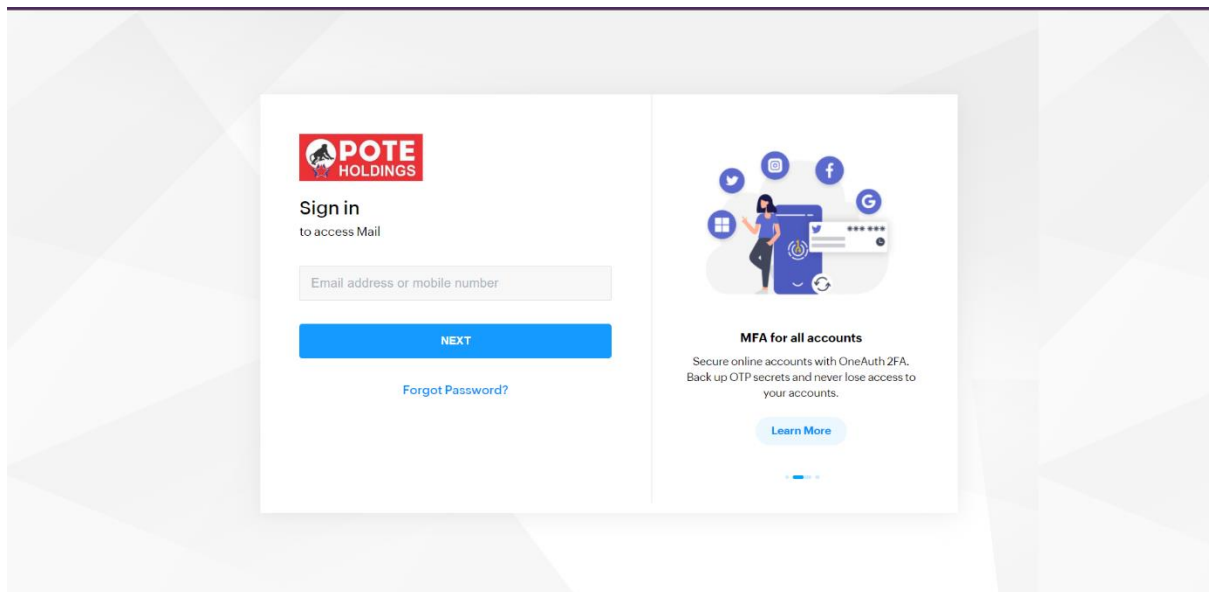 POTE
HOLDINGS
Sign in
to access Mail
Email address or mobile number
NEXT
Forgot Password?
*** ***
MFA for all accounts
Secure online accounts with OneAuth 2FA.
Back up OTP secrets and never lose access to
your accounts.
Learn More